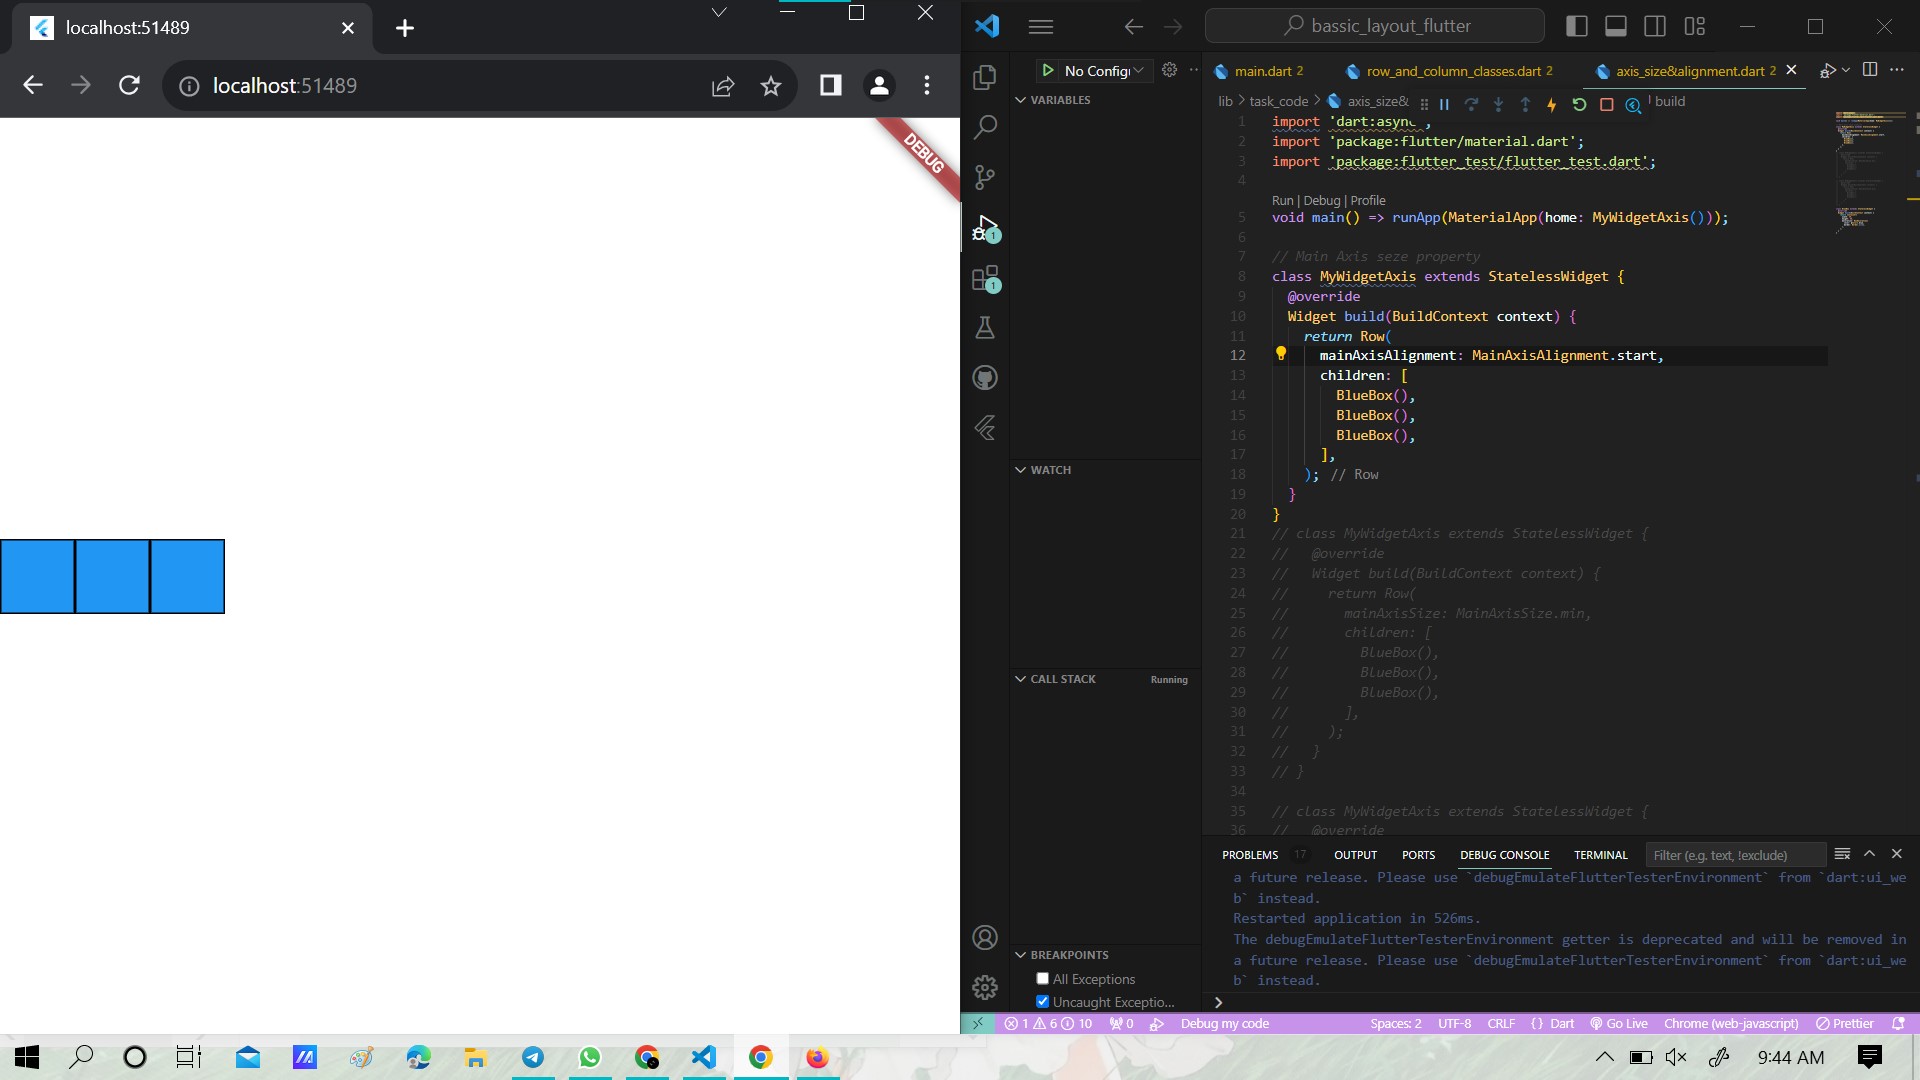 localhost:51489
localhost:51489
DEBUG
bassic_layout_flutter
No Config
main.dart 2
row_and_column_classes.dart 2
axis_size&alignment.dart 2
VARIABLES
lib > task_code > axis_size&
build
1 import 'dart:async';
2 import 'package:flutter/material.dart';
3 import 'package:flutter_test/flutter_test.dart';
4
Run | Debug | Profile
5 void main() => runApp(MaterialApp(home: MyWidgetAxis()));
6
7 // Main Axis seze property
8 class MyWidgetAxis extends StatelessWidget {
9 @override
10 Widget build(BuildContext context) {
11 return Row(
12 mainAxisAlignment: MainAxisAlignment.start,
13 children: [
14 BlueBox(),
15 BlueBox(),
16 BlueBox(),
17 ],
18 ); // Row
19 }
20 }
21 // class MyWidgetAxis extends StatelessWidget {
22 // @override
23 // Widget build(BuildContext context) {
24 // return Row(
25 // mainAxisSize: MainAxisSize.min,
26 // children: [
27 // BlueBox(),
28 // BlueBox(),
29 // BlueBox(),
30 // ],
31 // );
32 // }
33 // }
34
35 // class MyWidgetAxis extends StatelessWidget {
36 // @override
WATCH
CALL STACK
Running
BREAKPOINTS
All Exceptions
Uncaught Exceptio...
1
1
PROBLEMS 17 OUTPUT PORTS DEBUG CONSOLE TERMINAL
Filter (e.g. text, !exclude)
a future release. Please use `debugEmulateFlutterTesterEnvironment` from `dart:ui_we
b` instead.
Restarted application in 526ms.
The debugEmulateFlutterTesterEnvironment getter is deprecated and will be removed in
a future release. Please use `debugEmulateFlutterTesterEnvironment` from `dart:ui_we
b` instead.
>
1 6 10 0 Debug my code
Spaces: 2 UTF-8 CRLF {} Dart Go Live Chrome (web-javascript) Prettier
9:44 AM